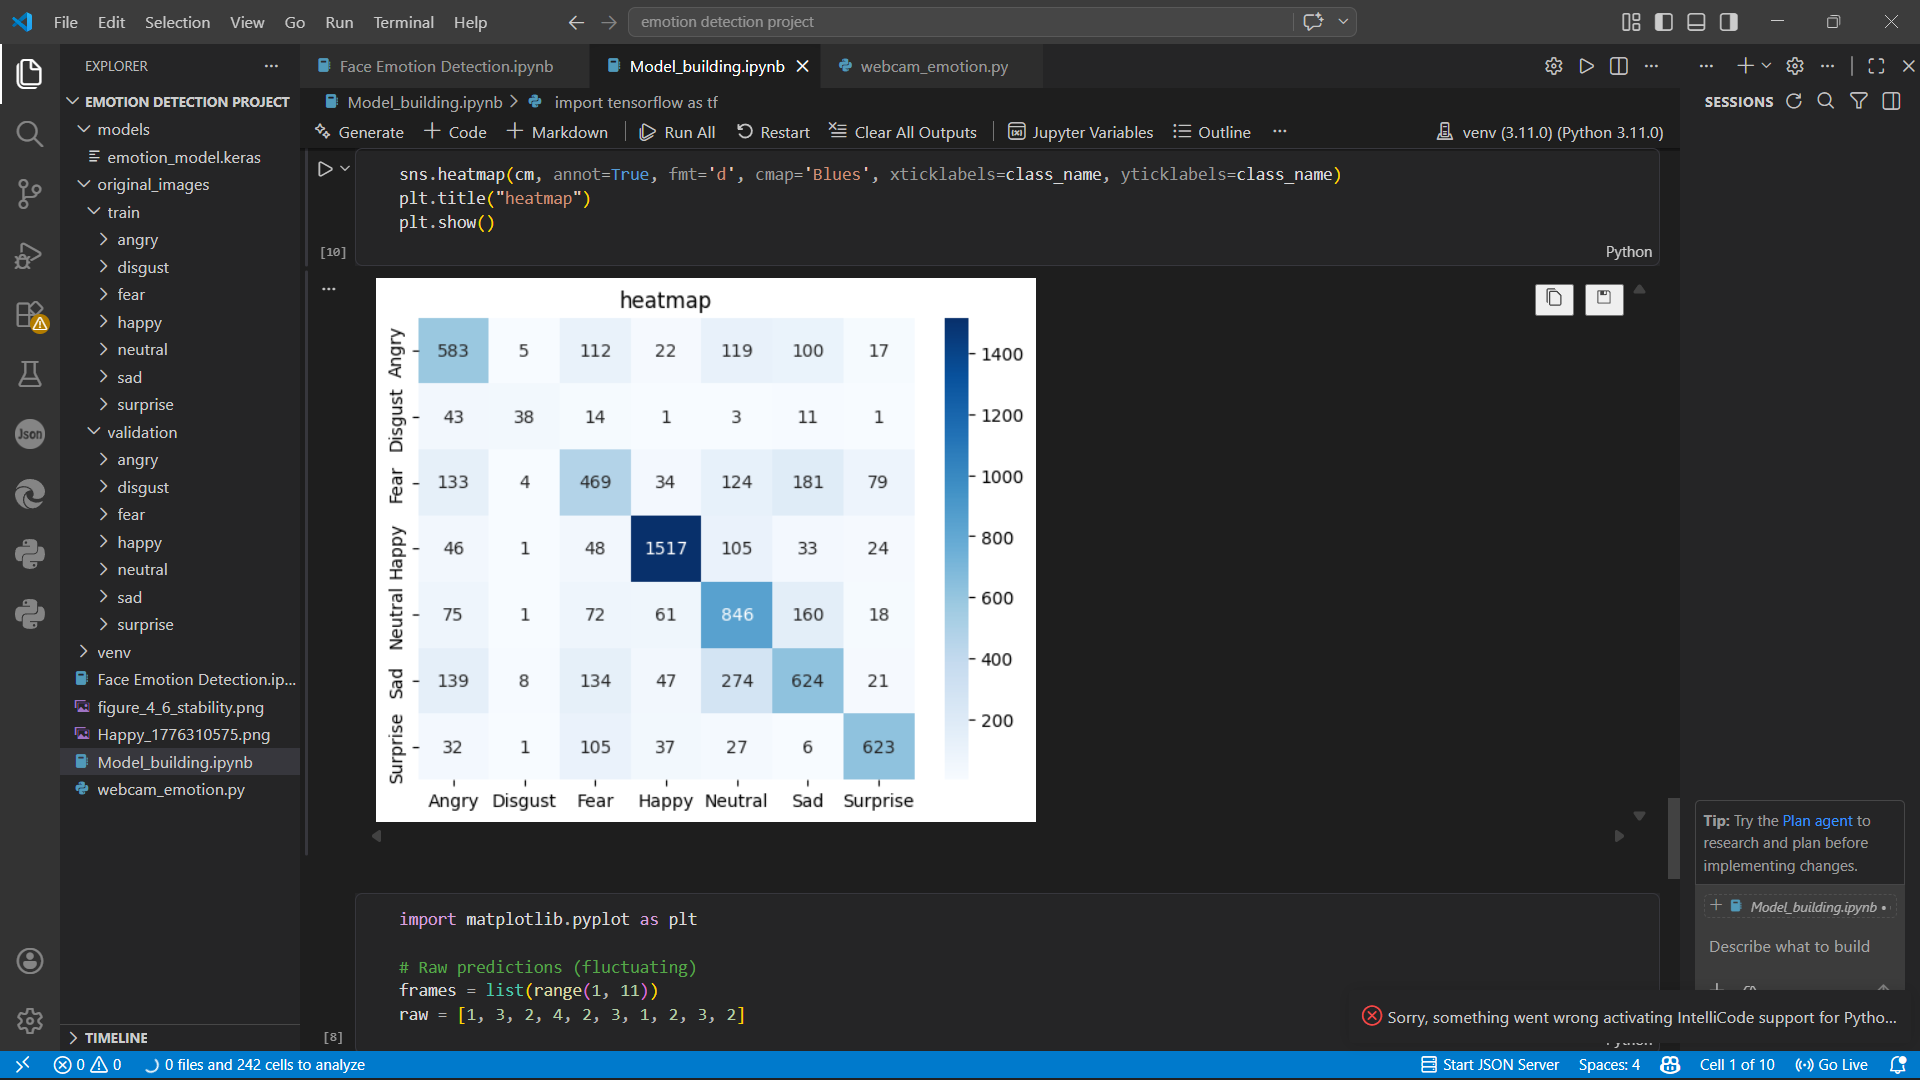 File Edit Selection View Go Run Terminal Help
emotion detection project
EXPLORER
EMOTION DETECTION PROJECT
models
emotion_model.keras
original_images
train
angry
disgust
fear
happy
neutral
sad
surprise
validation
angry
disgust
fear
happy
neutral
sad
surprise
venv
Face Emotion Detection.ip...
figure_4_6_stability.png
Happy_1776310575.png
Model_building.ipynb
webcam_emotion.py
TIMELINE
Json
Face Emotion Detection.ipynb
Model_building.ipynb
webcam_emotion.py
Model_building.ipynb > import tensorflow as tf
Generate + Code + Markdown Run All Restart Clear All Outputs Jupyter Variables Outline ... venv (3.11.0) (Python 3.11.0)
sns.heatmap(cm, annot=True, fmt='d', cmap='Blues', xticklabels=class_name, yticklabels=class_name)
plt.title("heatmap")
plt.show()
[10]
Python
heatmap
Angry 583 5 112 22 119 100 17
Disgust 43 38 14 1 3 11 1
Fear 133 4 469 34 124 181 79
Happy 46 1 48 1517 105 33 24
Neutral 75 1 72 61 846 160 18
Sad 139 8 134 47 274 624 21
Surprise 32 1 105 37 27 6 623
Angry Disgust Fear Happy Neutral Sad Surprise
1400
1200
1000
800
600
400
200
import matplotlib.pyplot as plt
# Raw predictions (fluctuating)
frames = list(range(1, 11))
raw = [1, 3, 2, 4, 2, 3, 1, 2, 3, 2]
[8]
SESSIONS
Tip: Try the Plan agent to
research and plan before
implementing changes.
Model_building.ipynb •
Describe what to build
Sorry, something went wrong activating IntelliCode support for Pytho...
0 0 0 files and 242 cells to analyze
Start JSON Server Spaces: 4 Cell 1 of 10 Go Live